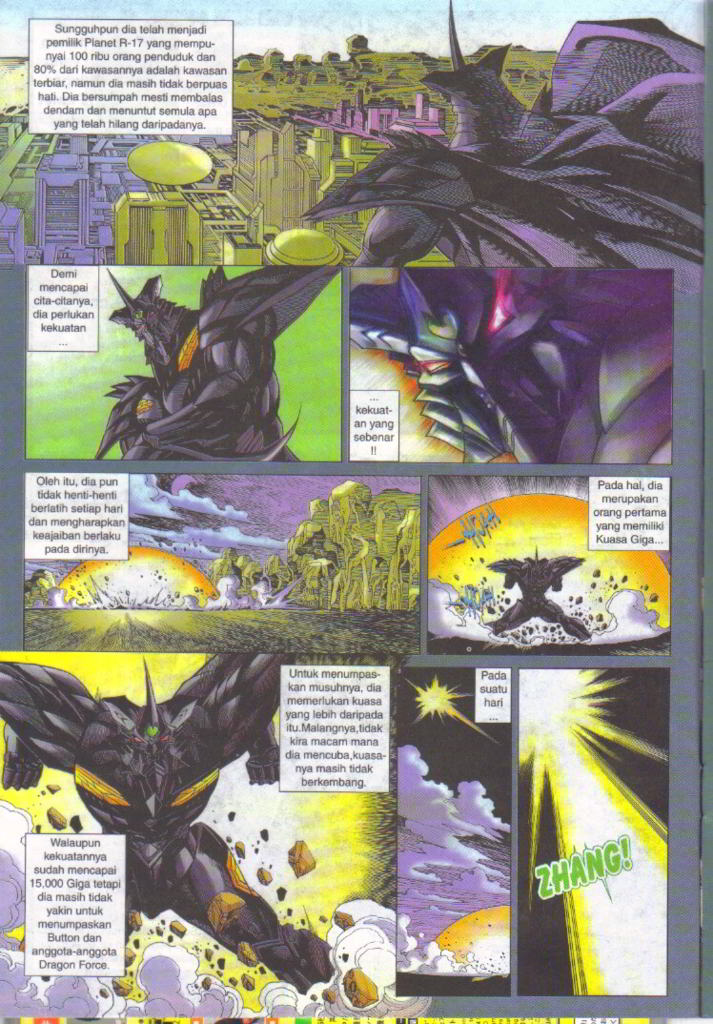 Sungguhpun dia telah menjadi
pemilik Planet R-17 yang mempu-
nyai 100 ribu orang penduduk dan
80% dari kawasannya adalah kawasan
terbiar, namun dia masih tidak berpuas
hati. Dia bersumpah mesti membalas
dendam dan menuntut semula apa
yang telah hilang daripadanya.
Demi
mencapai
cita-citanya,
dia perlukan
kekuatan
...
...
kekuat-
an yang
sebenar
!!
Oleh itu, dia pun
tidak henti-henti
berlatih setiap hari
dan mengharapkan
keajaiban berlaku
pada dirinya.
Pada hal, dia
merupakan
orang pertama
yang memiliki
Kuasa Giga...
Untuk menumpas-
kan musuhnya, dia
memerlukan kuasa
yang lebih daripada
itu.Malangnya,tidak
kira macam mana
dia mencuba,kuasa-
nya masih tidak
berkembang.
Pada
suatu
hari
...
Walaupun
kekuatannya
sudah mencapai
15,000 Giga tetapi
dia masih tidak
yakin untuk
menumpaskan
Button dan
anggota-anggota
Dragon Force.
ZHANG!